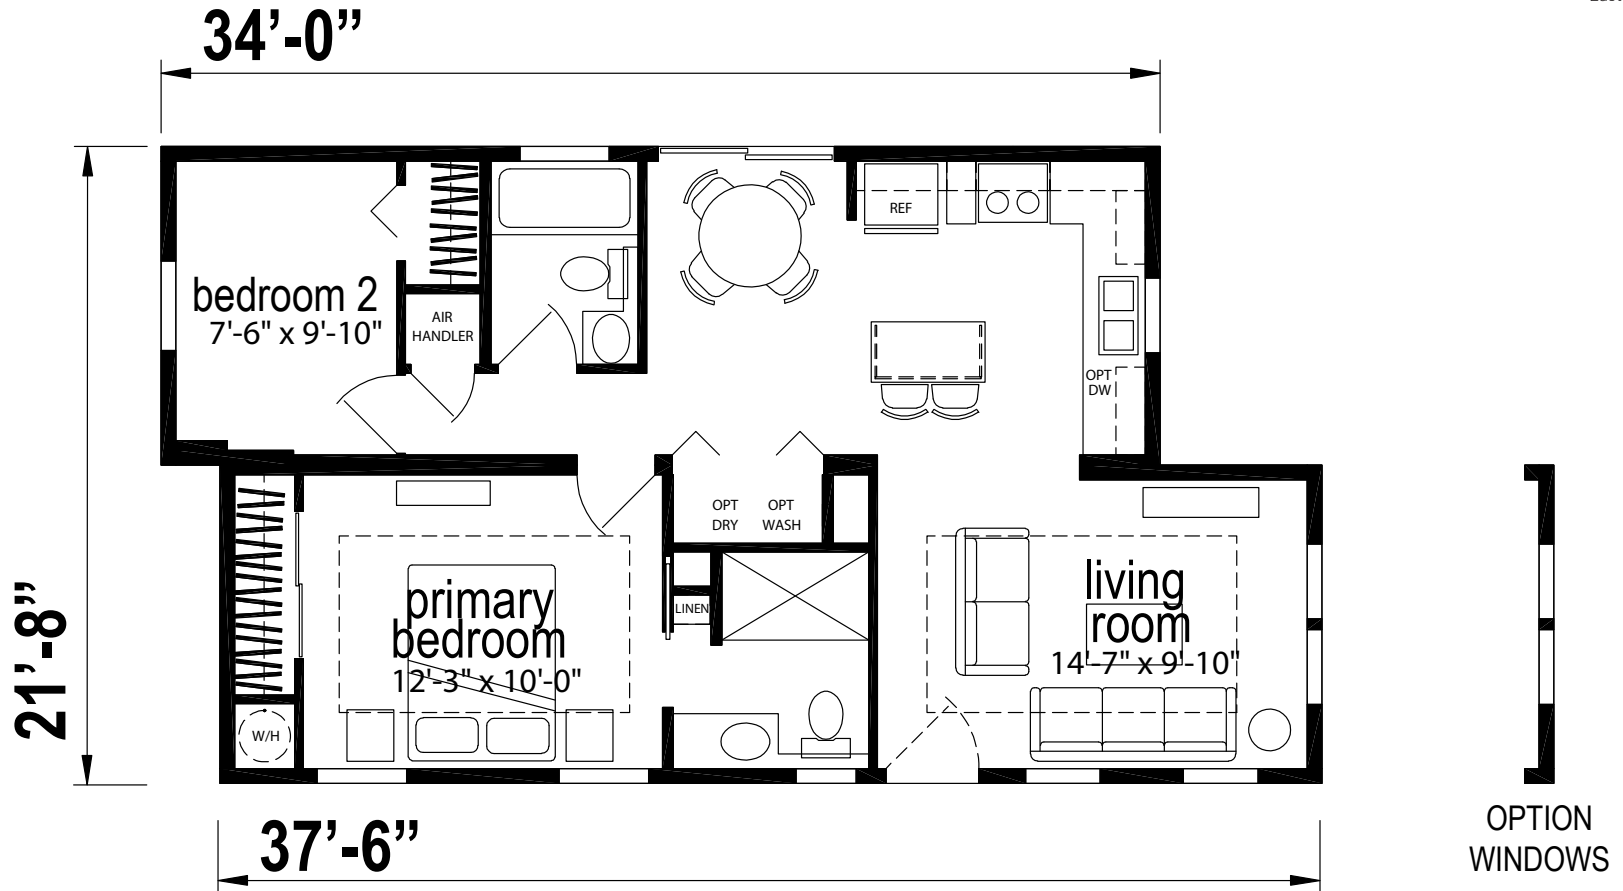 34’-0”
REF
bedroom 2
7'-6" x 9'-10"
AIR
HANDLER
OPT
DW
OPT
DRY
OPT
WASH
21’-8”
primary
bedroom
12'-3" x 10'-0"
LINEN
living
room
14'-7" x 9'-10"
W/H
37’-6”
OPTION
WINDOWS